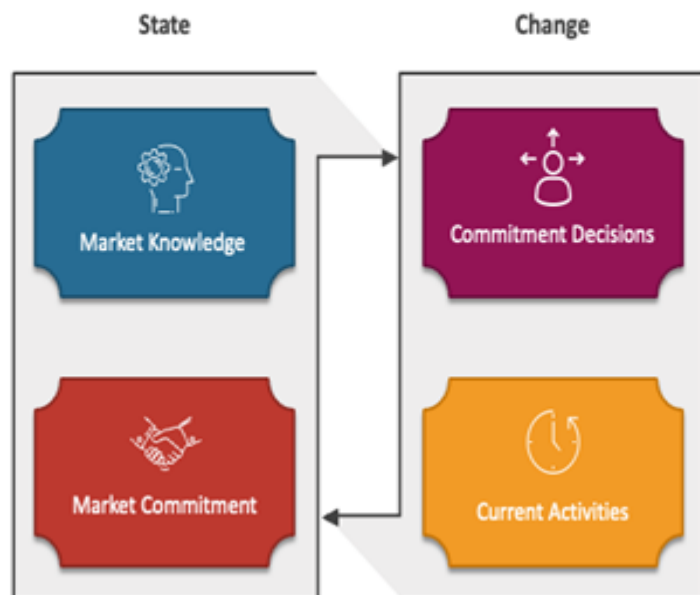 State
Change
Market Knowledge
Commitment Decisions
Market Commitment
Current Activities